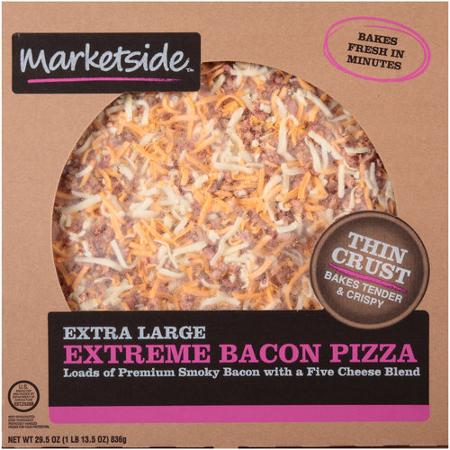 marketside™
BAKES
FRESH IN
MINUTES
THIN
CRUST
BAKES TENDER
& CRISPY
EXTRA LARGE
EXTREME BACON PIZZA
Loads of Premium Smoky Bacon with a Five Cheese Blend
U.S.
NET WT 29.5 OZ (1 LB 13.5 OZ) 836g